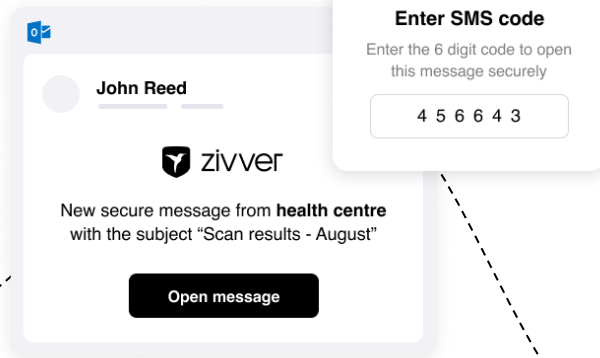 Enter SMS code
Enter the 6 digit code to open
this message securely
4 5 6 6 4 3
John Reed
zivver
New secure message from health centre
with the subject “Scan results - August”
Open message